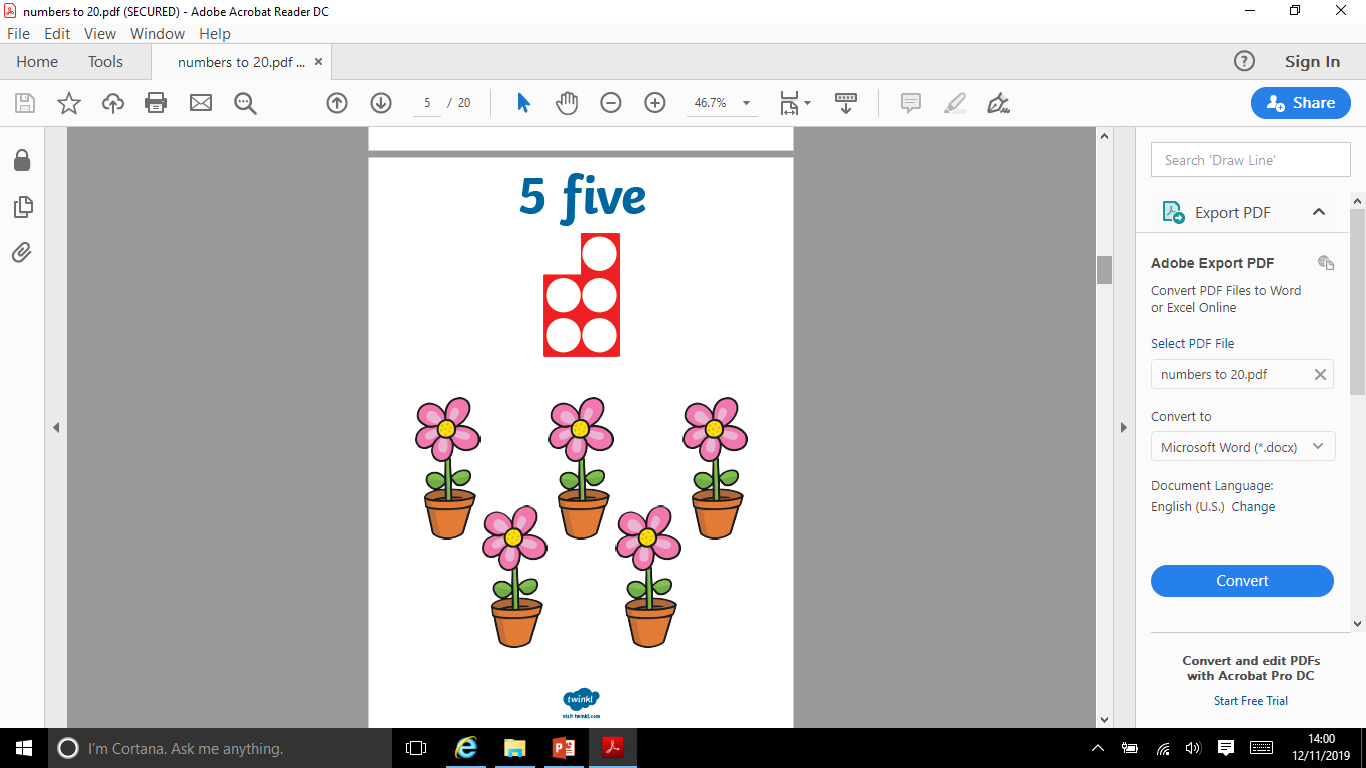 numbers to 20.pdf (SECURED) - Adobe Acrobat Reader DC
File Edit View Window Help
Home Tools numbers to 20.pdf ... × ? Sign In
5 / 20 46.7% Share
Search 'Draw Line'
5 five
Export PDF
Adobe Export PDF
Convert PDF Files to Word
or Excel Online
Select PDF File
numbers to 20.pdf
Convert to
Microsoft Word (*.docx)
Document Language:
English (U.S.) Change
Convert
Convert and edit PDFs
with Acrobat Pro DC
Start Free Trial
twinkl
visit twinkl.com
I'm Cortana. Ask me anything.
14:00
12/11/2019